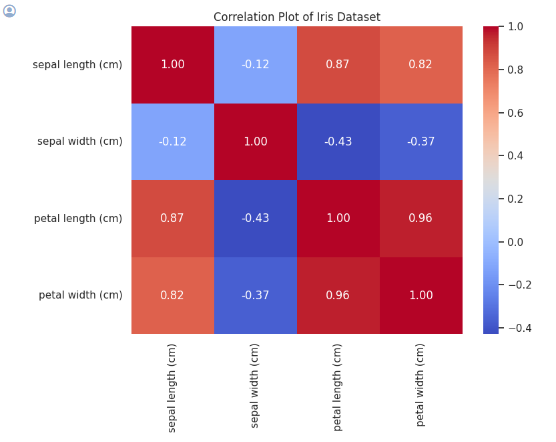 Correlation Plot of Iris Dataset
sepal length (cm) 1.00 -0.12 0.87 0.82
sepal width (cm) -0.12 1.00 -0.43 -0.37
petal length (cm) 0.87 -0.43 1.00 0.96
petal width (cm) 0.82 -0.37 0.96 1.00
sepal length (cm)
sepal width (cm)
petal length (cm)
petal width (cm)
1.0
0.8
0.6
0.4
0.2
0.0
−0.2
−0.4